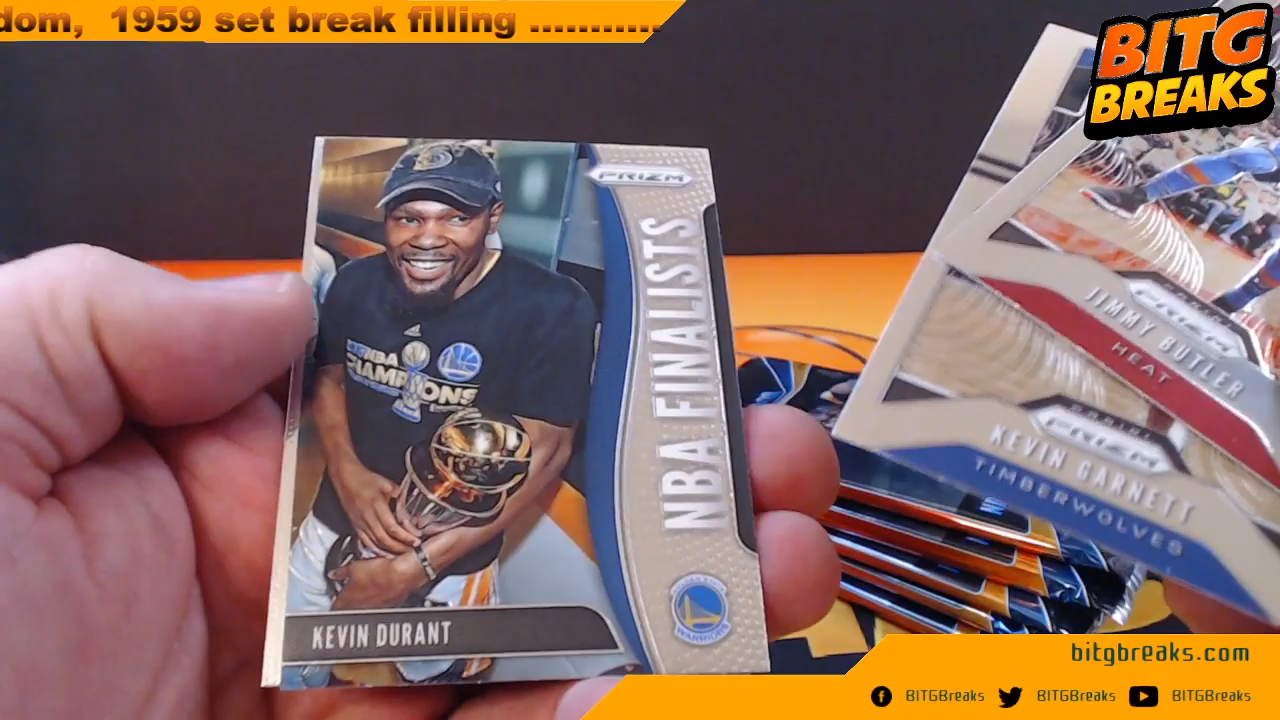 dom, 1959 set break filling ............
BITG
BREAKS
PRIZM
NBA FINALISTS
NBA
CHAMPIONS
WARRIORS
KEVIN DURANT
PRIZM
JIMMY BUTLER
HEAT
PANINI
PRIZM
KEVIN GARNETT
TIMBERWOLVES
bitgbreaks.com
BITGBreaks
BITGBreaks
BITGBreaks